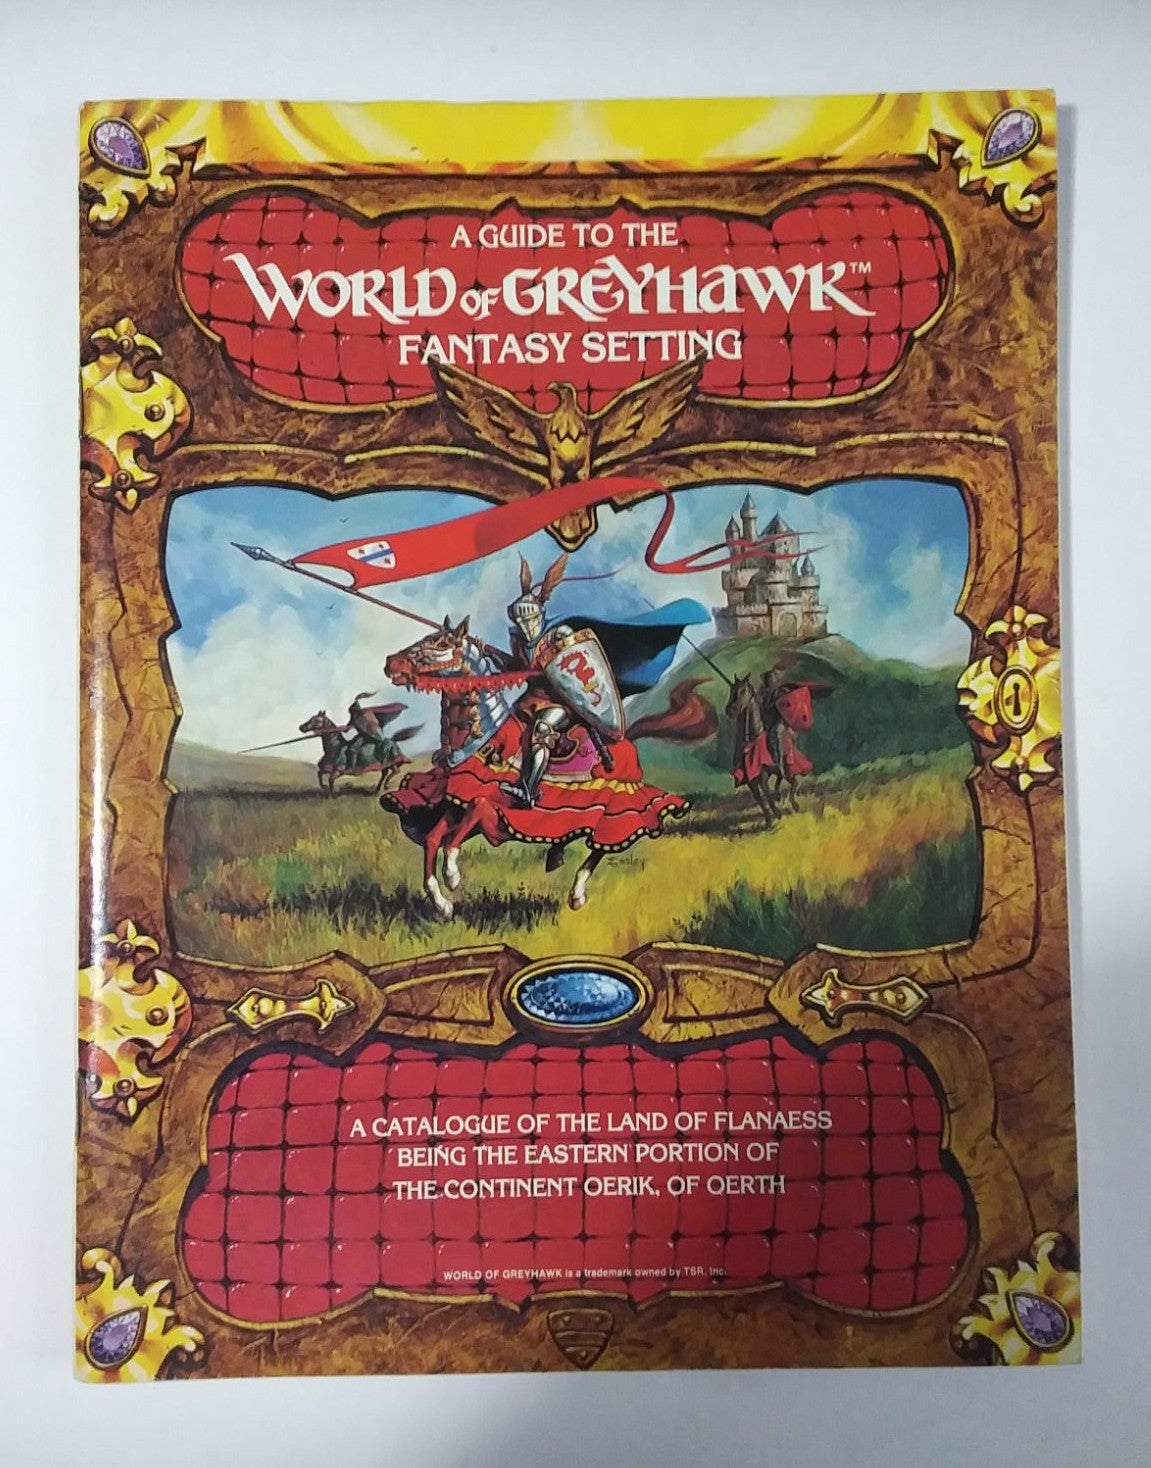 A GUIDE TO THE
WORLD OF GREYHAWK™
FANTASY SETTING
Easley
A CATALOGUE OF THE LAND OF FLANAESS
BEING THE EASTERN PORTION OF
THE CONTINENT OERIK, OF OERTH
WORLD OF GREYHAWK is a trademark owned by TSR, Inc.